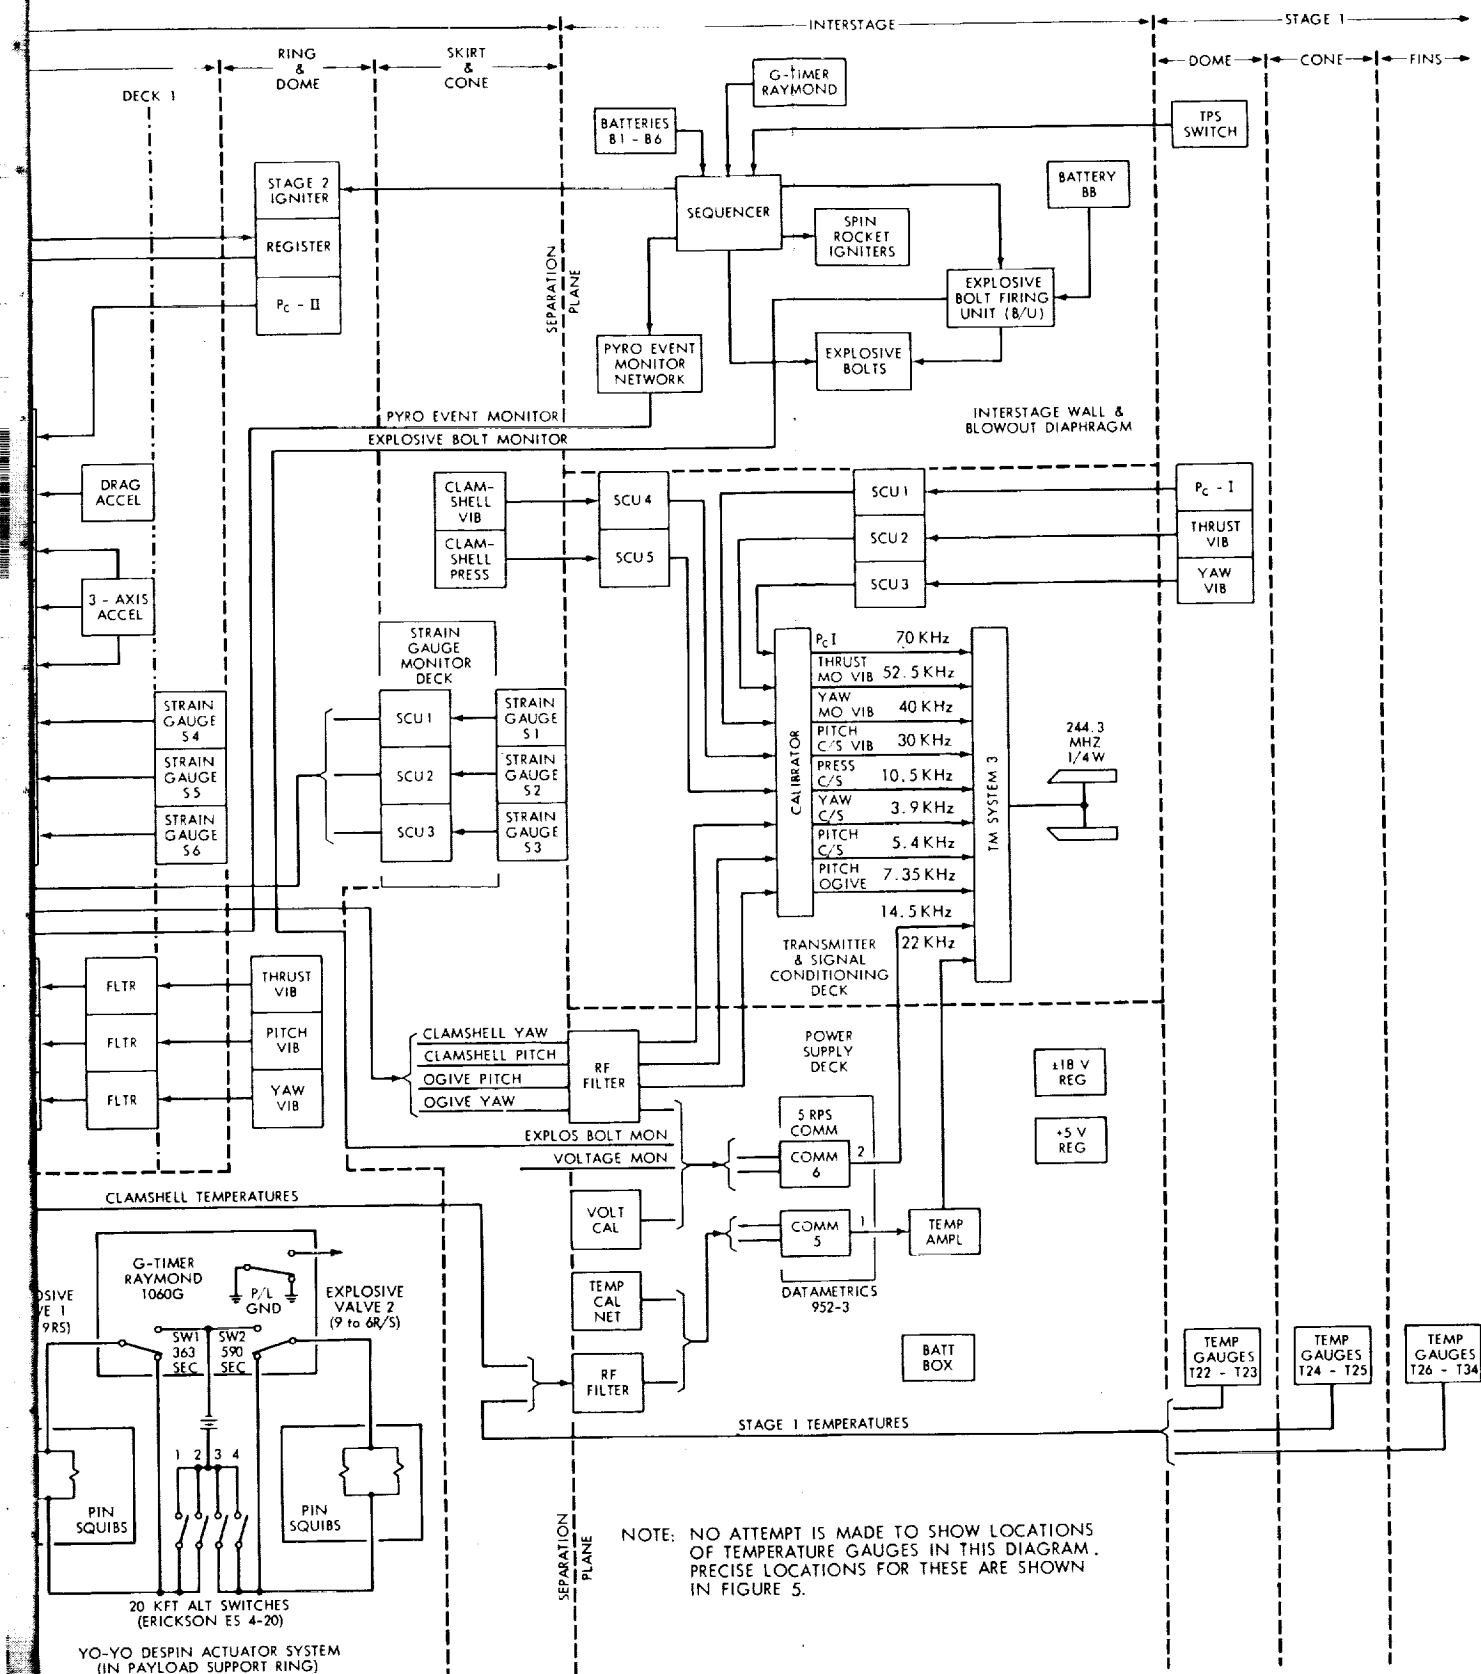 INTERSTAGE
STAGE 1
RING
&
DOME
SKIRT
&
CONE
DOME
CONE
FINS
DECK 1
G-TIMER
RAYMOND
BATTERIES
B1 - B6
TPS
SWITCH
STAGE 2
IGNITER
REGISTER
Pc - II
SEQUENCER
BATTERY
BB
SPIN
ROCKET
IGNITERS
SEPARATION
PLANE
EXPLOSIVE
BOLT FIRING
UNIT (B/U)
PYRO EVENT
MONITOR
NETWORK
EXPLOSIVE
BOLTS
PYRO EVENT MONITOR
EXPLOSIVE BOLT MONITOR
INTERSTAGE WALL &
BLOWOUT DIAPHRAGM
DRAG
ACCEL
CLAM-
SHELL
VIB
CLAM-
SHELL
PRESS
SCU 4
SCU 5
SCU 1
SCU 2
SCU 3
Pc - I
THRUST
VIB
YAW
VIB
3 - AXIS
ACCEL
STRAIN
GAUGE
MONITOR
DECK
STRAIN
GAUGE
S4
STRAIN
GAUGE
S5
STRAIN
GAUGE
S6
SCU 1
SCU 2
SCU 3
STRAIN
GAUGE
S1
STRAIN
GAUGE
S2
STRAIN
GAUGE
S3
CALIBRATOR
Pc I 70 KHz
THRUST
MO VIB 52.5 KHz
YAW
MO VIB 40 KHz
PITCH
C/S VIB 30 KHz
PRESS
C/S 10.5 KHz
YAW
C/S 3.9 KHz
PITCH
C/S 5.4 KHz
PITCH
OGIVE 7.35 KHz
14.5 KHz
22 KHz
TM SYSTEM 3
244.3
MHZ
1/4 W
TRANSMITTER
& SIGNAL
CONDITIONING
DECK
FLTR
FLTR
FLTR
THRUST
VIB
PITCH
VIB
YAW
VIB
CLAMSHELL YAW
CLAMSHELL PITCH
OGIVE PITCH
OGIVE YAW
RF
FILTER
POWER
SUPPLY
DECK
±18 V
REG
+5 V
REG
EXPLOS BOLT MON
VOLTAGE MON
5 RPS
COMM
COMM
6
2
COMM
5
1
DATAMETRICS
952-3
TEMP
AMPL
VOLT
CAL
TEMP
CAL
NET
RF
FILTER
BATT
BOX
CLAMSHELL TEMPERATURES
G-TIMER
RAYMOND
1060G
P/L
GND
SW1
363
SEC
SW2
590
SEC
EXPLOSIVE
VALVE 2
(9 to 6R/S)
OSIVE
VE 1
9RS)
1 2 3 4
PIN
SQUIBS
PIN
SQUIBS
20 KFT ALT SWITCHES
(ERICKSON ES 4-20)
YO-YO DESPIN ACTUATOR SYSTEM
(IN PAYLOAD SUPPORT RING)
STAGE 1 TEMPERATURES
TEMP
GAUGES
T22 - T23
TEMP
GAUGES
T24 - T25
TEMP
GAUGES
T26 - T34
SEPARATION
PLANE
NOTE: NO ATTEMPT IS MADE TO SHOW LOCATIONS
OF TEMPERATURE GAUGES IN THIS DIAGRAM.
PRECISE LOCATIONS FOR THESE ARE SHOWN
IN FIGURE 5.